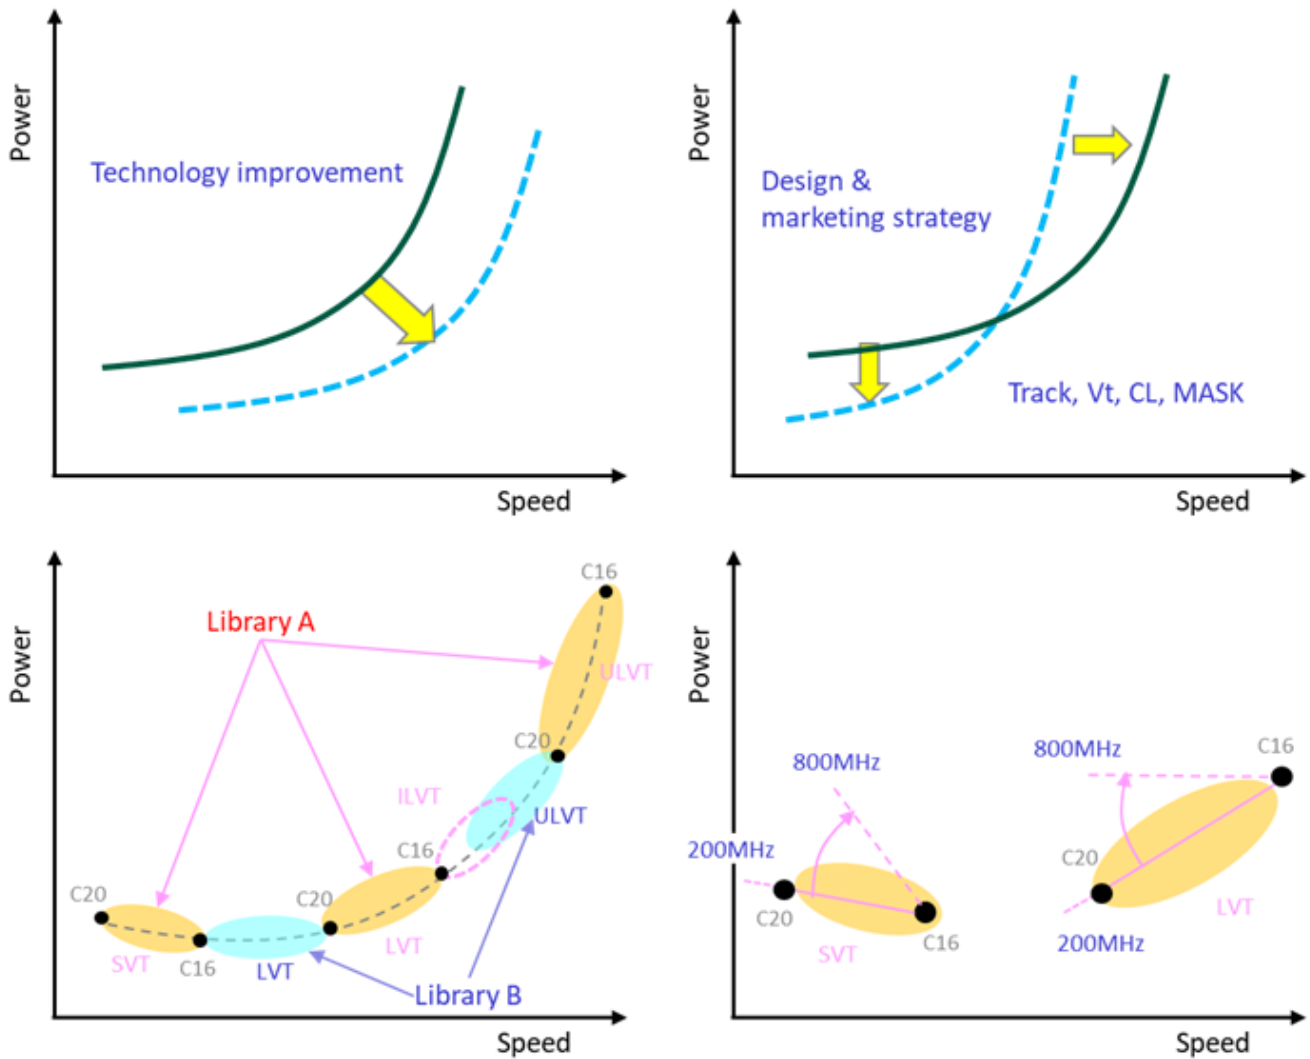 Power
Technology improvement
Speed
Power
Design &
marketing strategy
Track, Vt, CL, MASK
Speed
Power
Library A
C16
ULVT
C20
ILVT
ULVT
C16
C20
C20
SVT
C16
LVT
LVT
Library B
Speed
Power
800MHz
200MHz
C20
SVT
C16
800MHz
C16
C20
LVT
200MHz
Speed